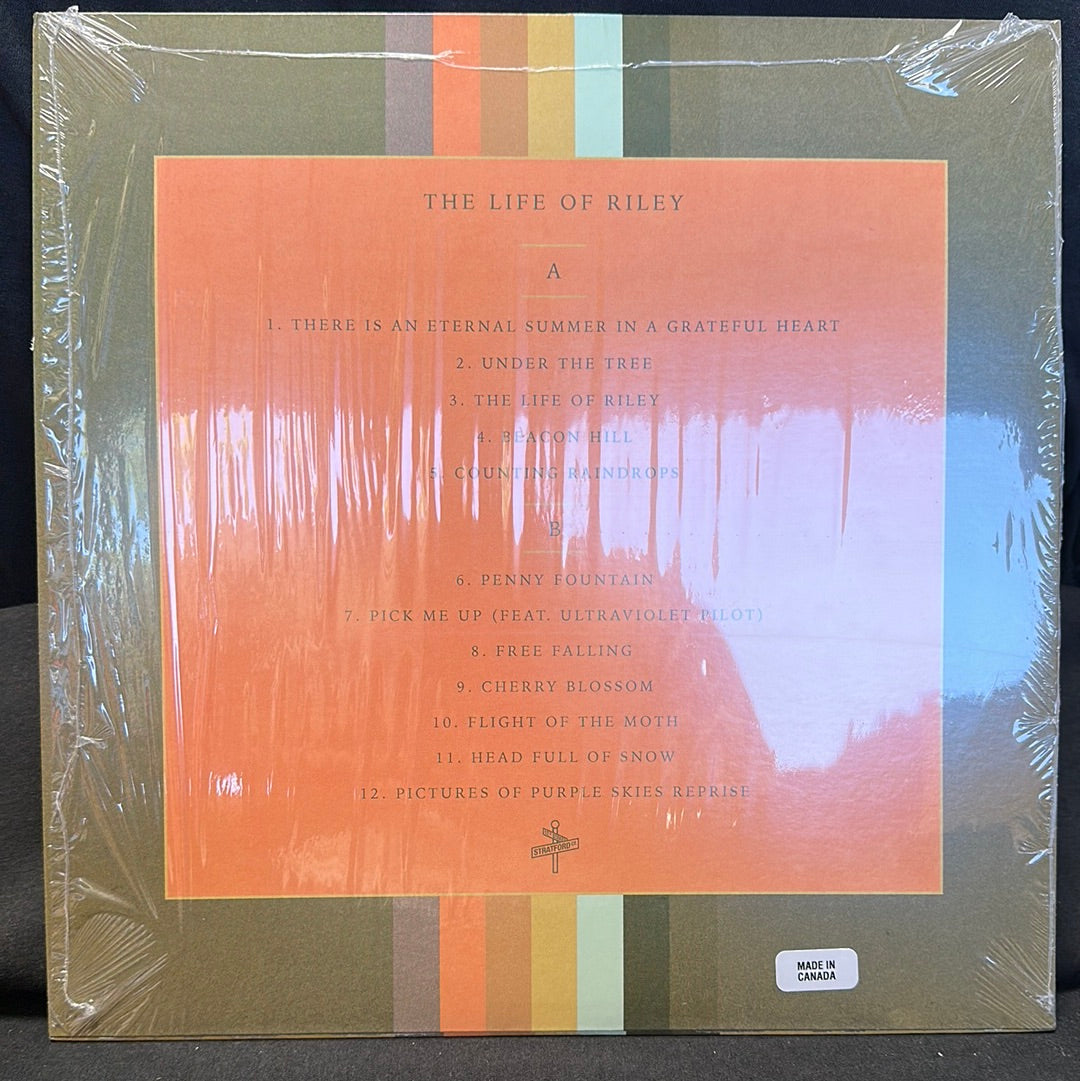 THE LIFE OF RILEY
A
1. THERE IS AN ETERNAL SUMMER IN A GRATEFUL HEART
2. UNDER THE TREE
3. THE LIFE OF RILEY
4. BEACON HILL
5. COUNTING RAINDROPS
B
6. PENNY FOUNTAIN
7. PICK ME UP (FEAT. ULTRAVIOLET PILOT)
8. FREE FALLING
9. CHERRY BLOSSOM
10. FLIGHT OF THE MOTH
11. HEAD FULL OF SNOW
12. PICTURES OF PURPLE SKIES REPRISE
STRATFORD CT
MADE IN
CANADA